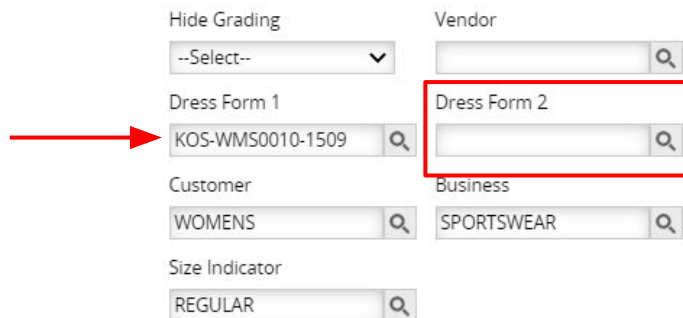 Hide Grading Vendor
--Select--
Dress Form 1 Dress Form 2
KOS-WMS0010-1509
Customer Business
WOMENS SPORTSWEAR
Size Indicator
REGULAR